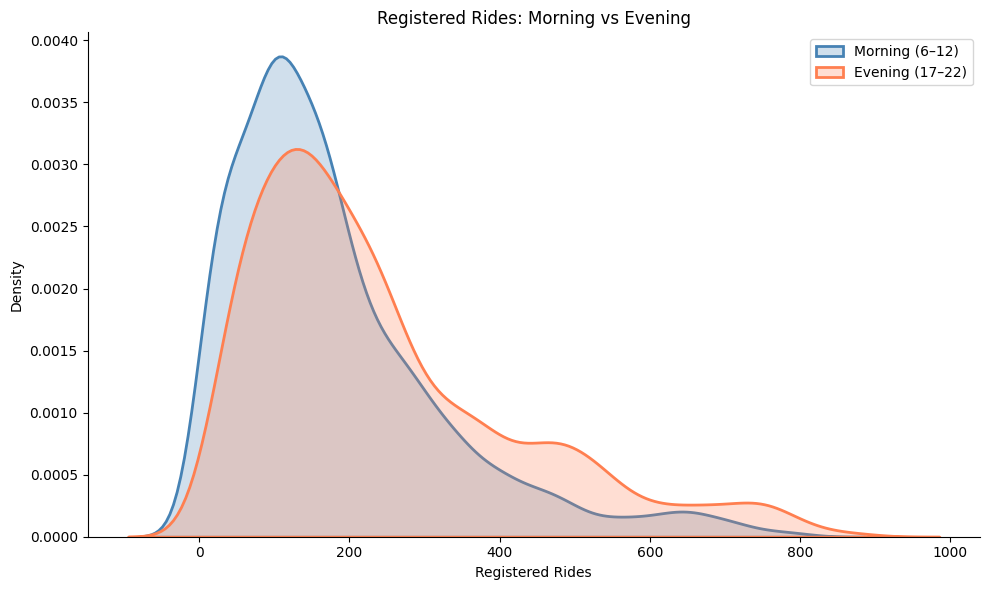 Registered Rides: Morning vs Evening
Morning (6–12)
Evening (17–22)
Density
0.0040
0.0035
0.0030
0.0025
0.0020
0.0015
0.0010
0.0005
0.0000
0 200 400 600 800 1000
Registered Rides